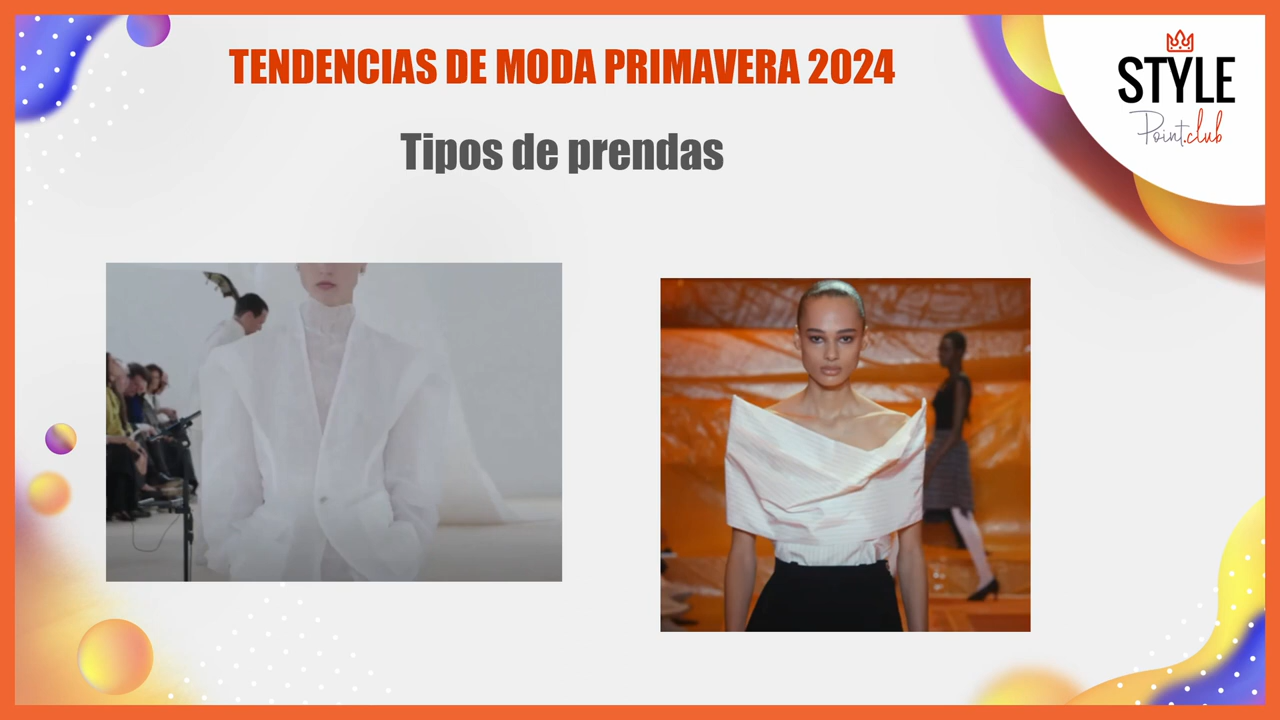 TENDENCIAS DE MODA PRIMAVERA 2024
STYLE
Point.club
Tipos de prendas